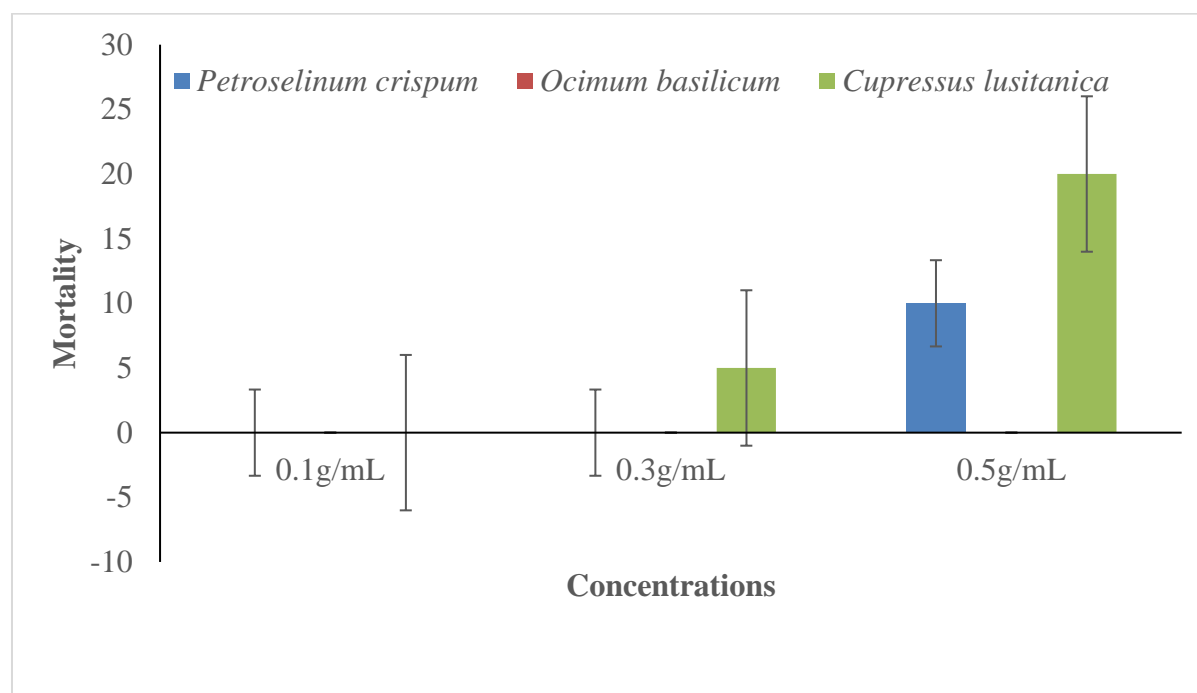 30
Petroselinum crispum Ocimum basilicum Cupressus lusitanica
25
20
15
10
5
0
-5
-10
Mortality
0.1g/mL 0.3g/mL 0.5g/mL
Concentrations